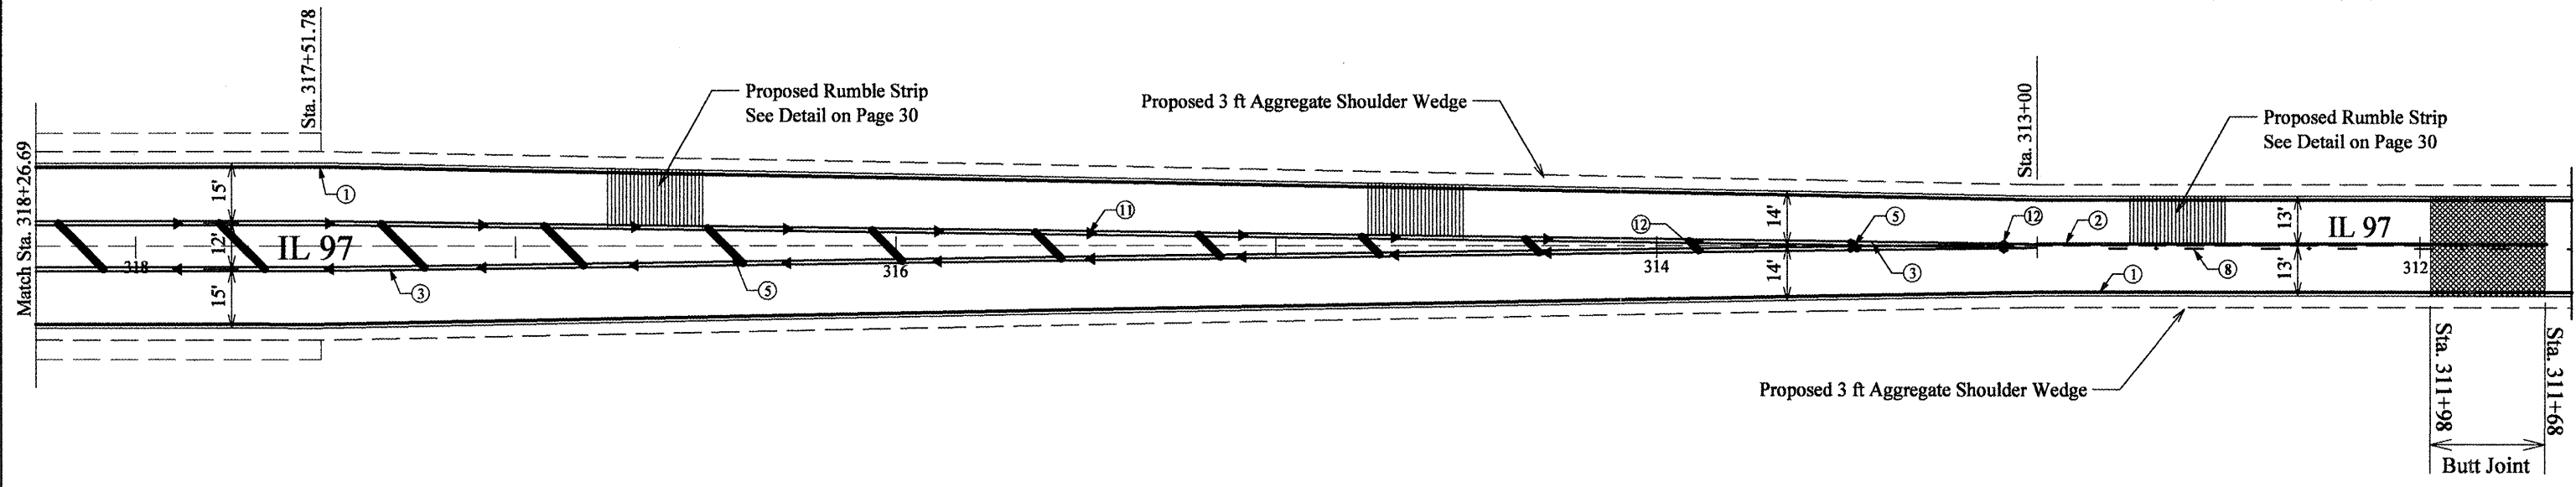 Match Sta. 318+26.69
Sta. 317+51.78
Proposed Rumble Strip
See Detail on Page 30
Proposed 3 ft Aggregate Shoulder Wedge
Sta. 313+00
Proposed Rumble Strip
See Detail on Page 30
15'
12'
15'
1
318
IL 97
3
5
316
11
12
314
14'
14'
5
3
12
2
8
1
13'
13'
IL 97
312
Proposed 3 ft Aggregate Shoulder Wedge
Sta. 311+98
Sta. 311+68
Butt Joint